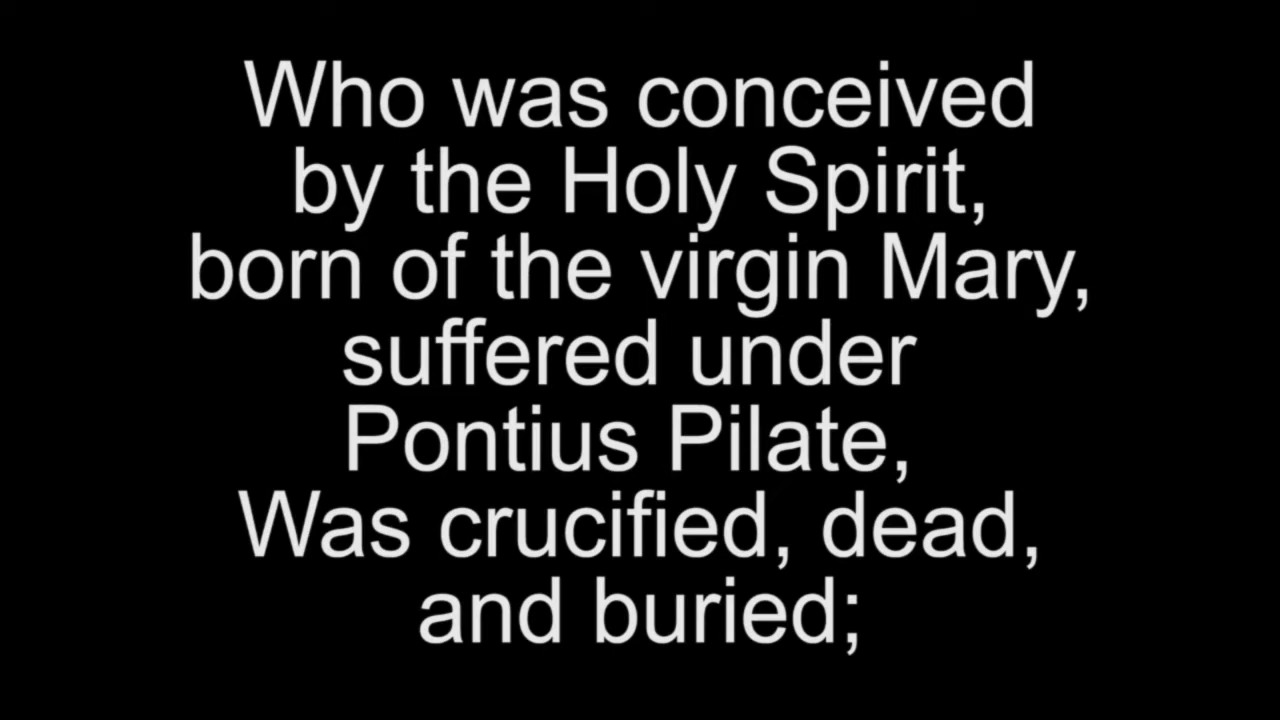 Who was conceived
by the Holy Spirit,
born of the virgin Mary,
suffered under
Pontius Pilate,
Was crucified, dead,
and buried;